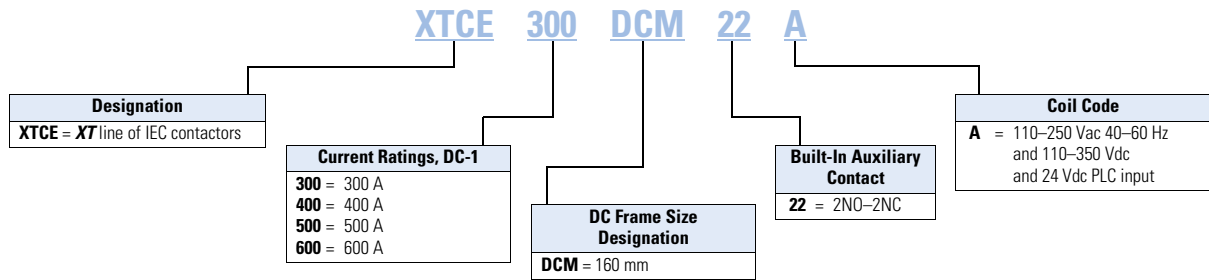 XTCE 300 DCM 22 A
Designation
XTCE = XT line of IEC contactors
Current Ratings, DC-1
300 = 300 A
400 = 400 A
500 = 500 A
600 = 600 A
DC Frame Size
Designation
DCM = 160 mm
Built-In Auxiliary
Contact
22 = 2NO–2NC
Coil Code
A = 110–250 Vac 40–60 Hz
and 110–350 Vdc
and 24 Vdc PLC input